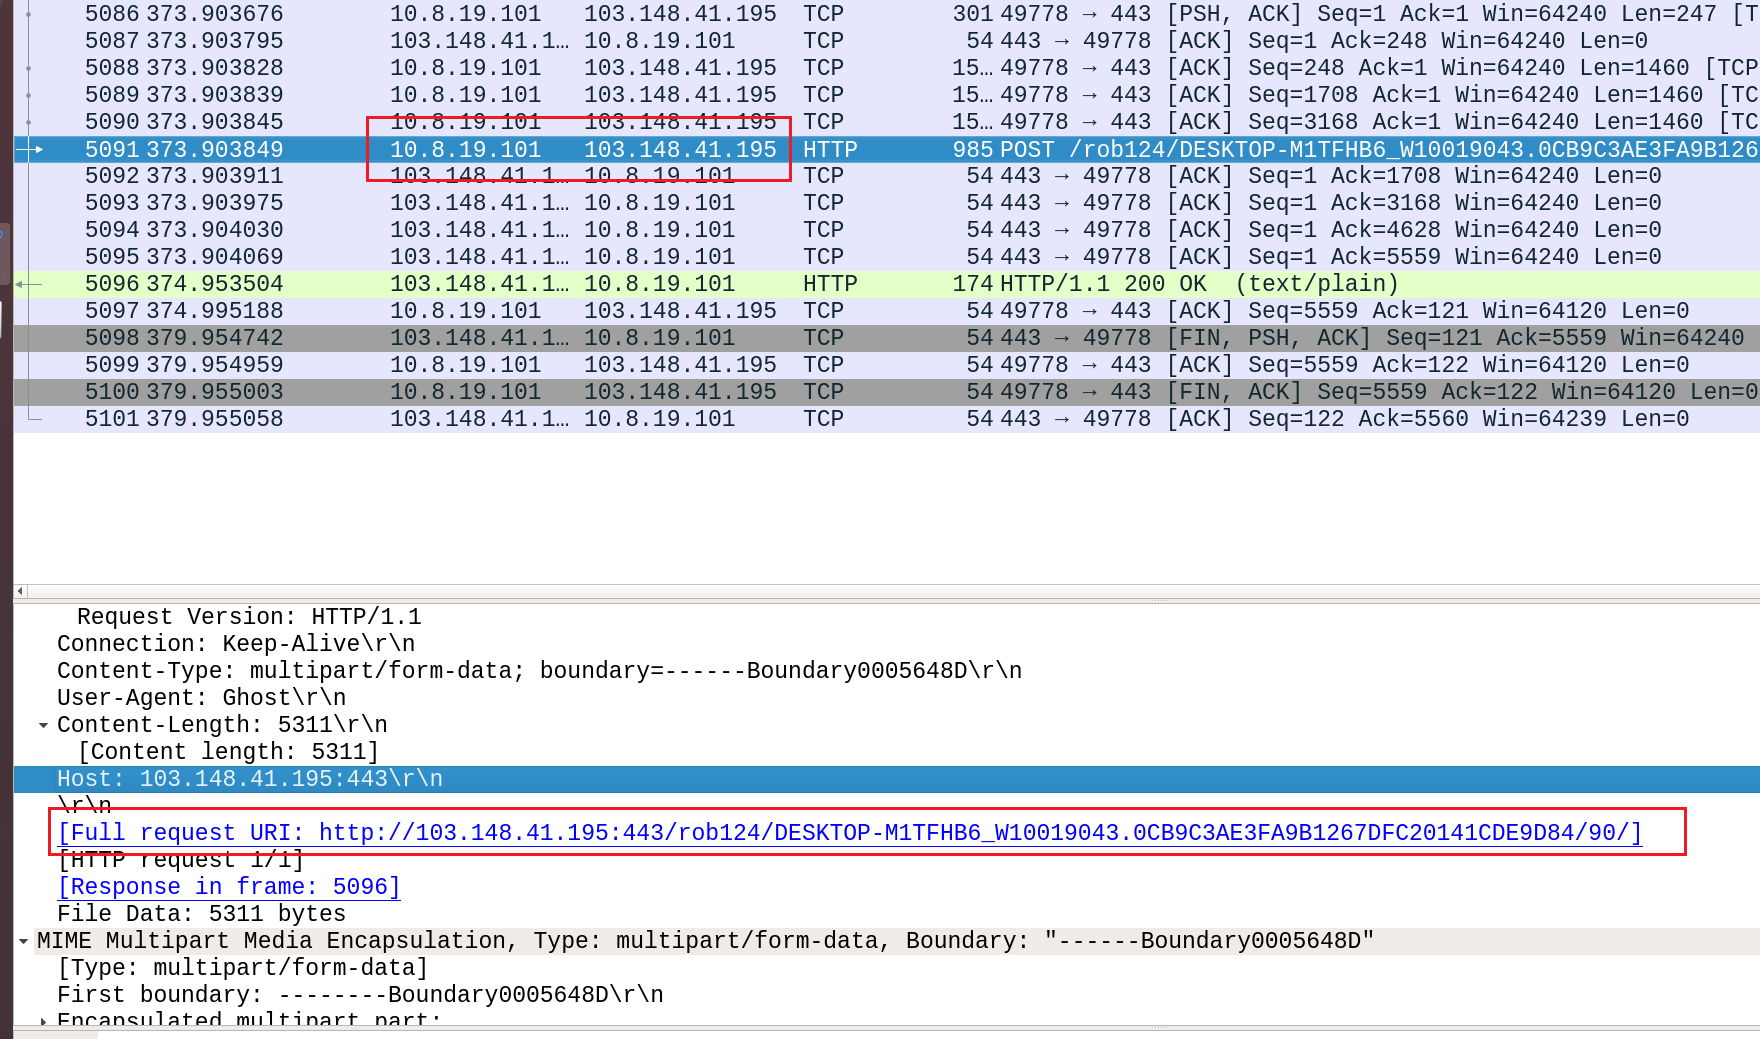 5086 373.903676 10.8.19.101 103.148.41.195 TCP 301 49778 → 443 [PSH, ACK] Seq=1 Ack=1 Win=64240 Len=247 [T
5087 373.903795 103.148.41.1… 10.8.19.101 TCP 54 443 → 49778 [ACK] Seq=1 Ack=248 Win=64240 Len=0
5088 373.903828 10.8.19.101 103.148.41.195 TCP 15… 49778 → 443 [ACK] Seq=248 Ack=1 Win=64240 Len=1460 [TCP
5089 373.903839 10.8.19.101 103.148.41.195 TCP 15… 49778 → 443 [ACK] Seq=1708 Ack=1 Win=64240 Len=1460 [TC
5090 373.903845 10.8.19.101 103.148.41.195 TCP 15… 49778 → 443 [ACK] Seq=3168 Ack=1 Win=64240 Len=1460 [TC
5091 373.903849 10.8.19.101 103.148.41.195 HTTP 985 POST /rob124/DESKTOP-M1TFHB6_W10019043.0CB9C3AE3FA9B126
5092 373.903911 103.148.41.1… 10.8.19.101 TCP 54 443 → 49778 [ACK] Seq=1 Ack=1708 Win=64240 Len=0
5093 373.903975 103.148.41.1… 10.8.19.101 TCP 54 443 → 49778 [ACK] Seq=1 Ack=3168 Win=64240 Len=0
5094 373.904030 103.148.41.1… 10.8.19.101 TCP 54 443 → 49778 [ACK] Seq=1 Ack=4628 Win=64240 Len=0
5095 373.904069 103.148.41.1… 10.8.19.101 TCP 54 443 → 49778 [ACK] Seq=1 Ack=5559 Win=64240 Len=0
5096 374.953504 103.148.41.1… 10.8.19.101 HTTP 174 HTTP/1.1 200 OK (text/plain)
5097 374.995188 10.8.19.101 103.148.41.195 TCP 54 49778 → 443 [ACK] Seq=5559 Ack=121 Win=64120 Len=0
5098 379.954742 103.148.41.1… 10.8.19.101 TCP 54 443 → 49778 [FIN, PSH, ACK] Seq=121 Ack=5559 Win=64240
5099 379.954959 10.8.19.101 103.148.41.195 TCP 54 49778 → 443 [ACK] Seq=5559 Ack=122 Win=64120 Len=0
5100 379.955003 10.8.19.101 103.148.41.195 TCP 54 49778 → 443 [FIN, ACK] Seq=5559 Ack=122 Win=64120 Len=0
5101 379.955058 103.148.41.1… 10.8.19.101 TCP 54 443 → 49778 [ACK] Seq=122 Ack=5560 Win=64239 Len=0
Request Version: HTTP/1.1
Connection: Keep-Alive\r\n
Content-Type: multipart/form-data; boundary=------Boundary0005648D\r\n
User-Agent: Ghost\r\n
Content-Length: 5311\r\n
[Content length: 5311]
Host: 103.148.41.195:443\r\n
\r\n
[Full request URI: http://103.148.41.195:443/rob124/DESKTOP-M1TFHB6_W10019043.0CB9C3AE3FA9B1267DFC20141CDE9D84/90/]
[HTTP request 1/1]
[Response in frame: 5096]
File Data: 5311 bytes
MIME Multipart Media Encapsulation, Type: multipart/form-data, Boundary: "------Boundary0005648D"
[Type: multipart/form-data]
First boundary: --------Boundary0005648D\r\n
Encapsulated multipart part: